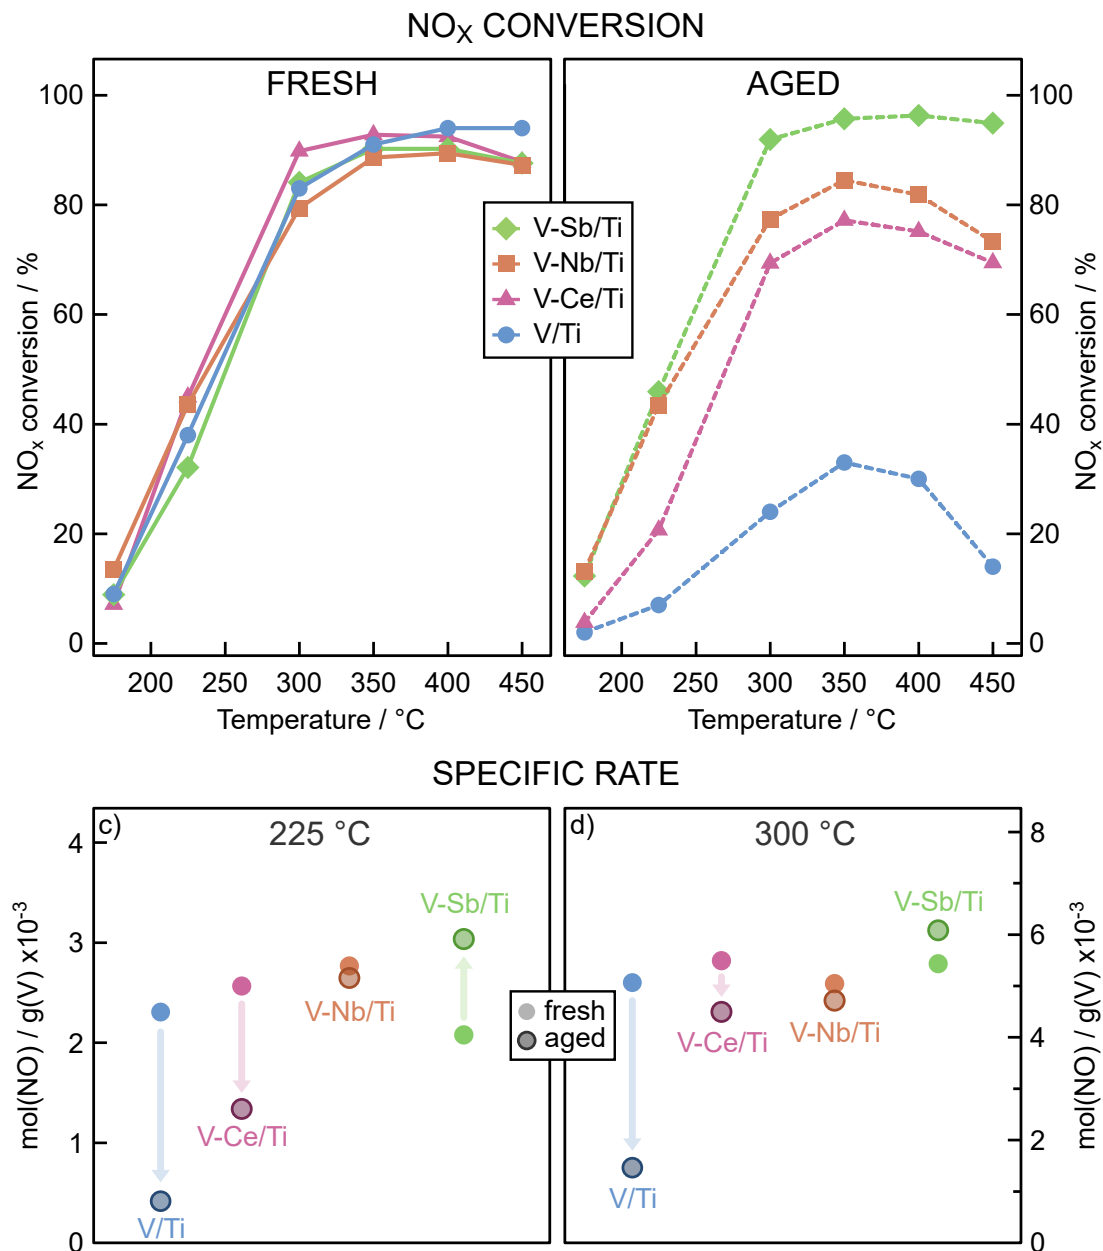 NOX CONVERSION
FRESH
AGED
100
80
60
40
20
0
NOx conversion / %
200 250 300 350 400 450
Temperature / °C
V-Sb/Ti
V-Nb/Ti
V-Ce/Ti
V/Ti
100
80
60
40
20
0
NOx conversion / %
200 250 300 350 400 450
Temperature / °C
SPECIFIC RATE
c)
225 °C
4
3
2
1
0
mol(NO) / g(V) x10-3
V-Sb/Ti
V-Nb/Ti
V-Ce/Ti
V/Ti
fresh
aged
d)
300 °C
V-Sb/Ti
V-Ce/Ti
V-Nb/Ti
V/Ti
8
6
4
2
0
mol(NO) / g(V) x10-3